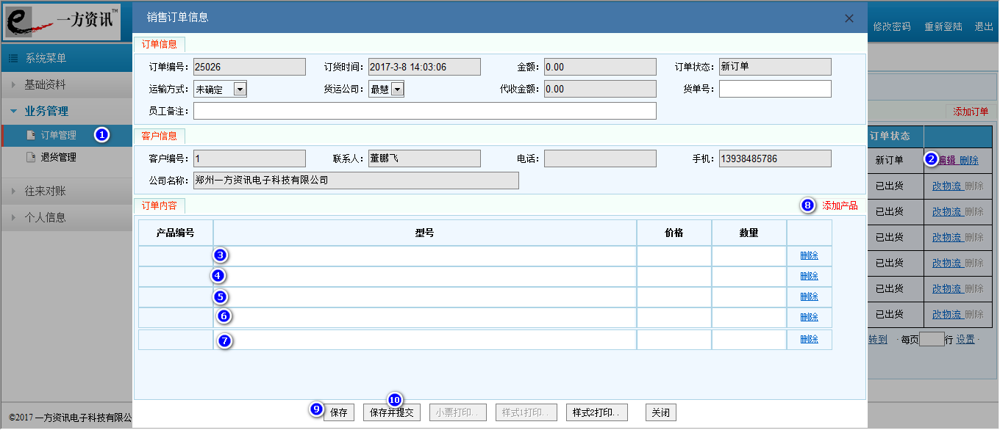 一方资讯™
销售订单信息 ×
修改密码 重新登陆 退出
系统菜单
基础资料
业务管理
订单管理 1
退货管理
往来对账
个人信息
©2017 一方资讯电子科技有限公
订单信息
订单编号: 25026 订货时间: 2017-3-8 14:03:06 金额: 0.00 订单状态: 新订单
运输方式: 未确定 货运公司: 最慧 代收金额: 0.00 货单号:
员工备注:
客户信息
客户编号: 1 联系人: 董鹏飞 电话: 手机: 13938485786
公司名称: 郑州一方资讯电子科技有限公司
订单内容 8 添加产品
产品编号 型号 价格 数量
3 删除
4 删除
5 删除
6 删除
7 删除
9 保存 10 保存并提交 小票打印.. 样式1打印.. 样式2打印.. 关闭
添加订单
订单状态
新订单 2 编辑 删除
已出货 改物流 删除
已出货 改物流 删除
已出货 改物流 删除
已出货 改物流 删除
已出货 改物流 删除
已出货 改物流 删除
转到 · 每页 行 设置 ·